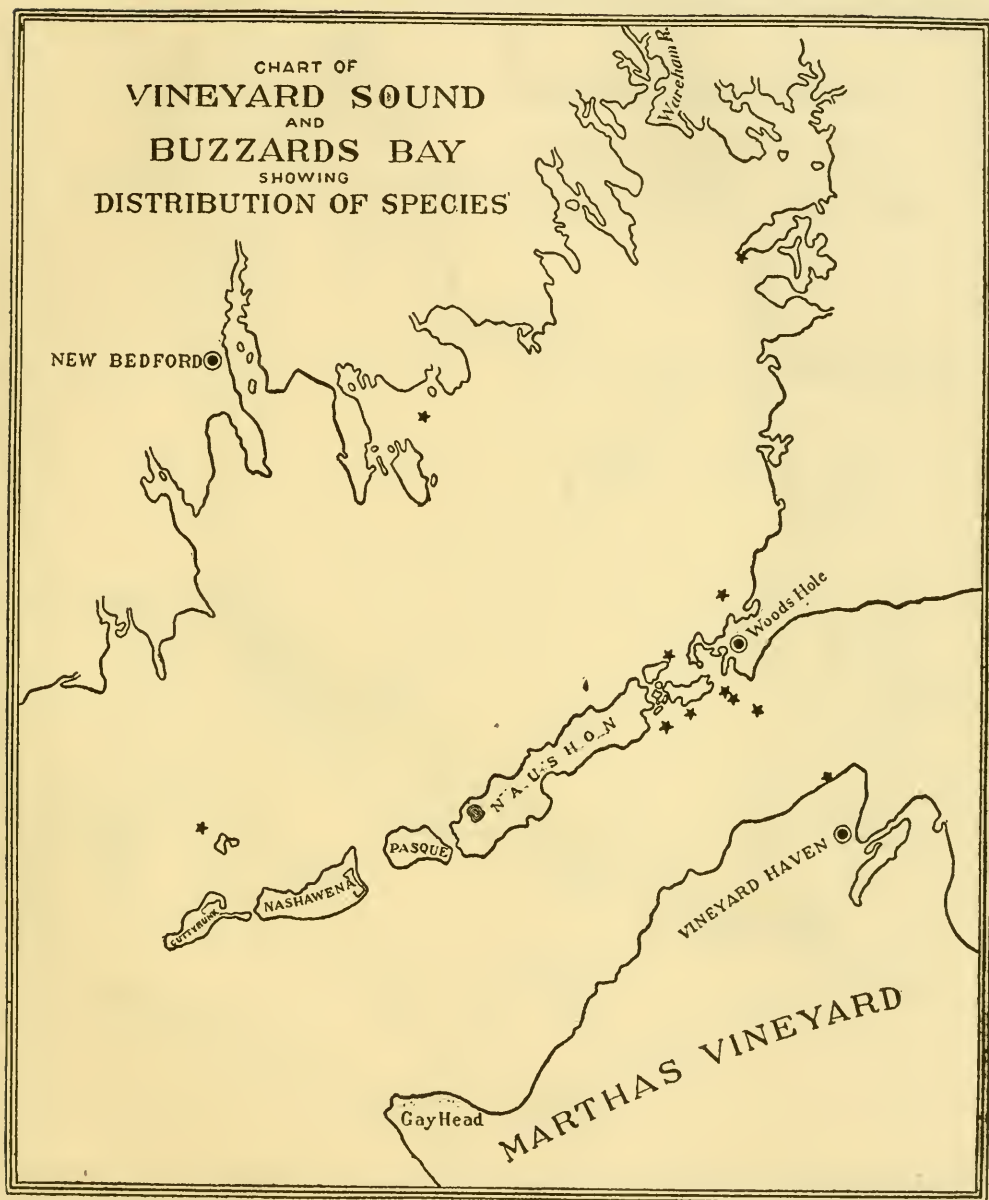 CHART OF
VINEYARD SOUND
AND
BUZZARDS BAY
SHOWING
DISTRIBUTION OF SPECIES
Wareham R.
NEW BEDFORD
Woods Hole
NAUSHON
PASQUE
NASHAWENA
CUTTYHUNK
VINEYARD HAVEN
MARTHAS VINEYARD
Gay Head